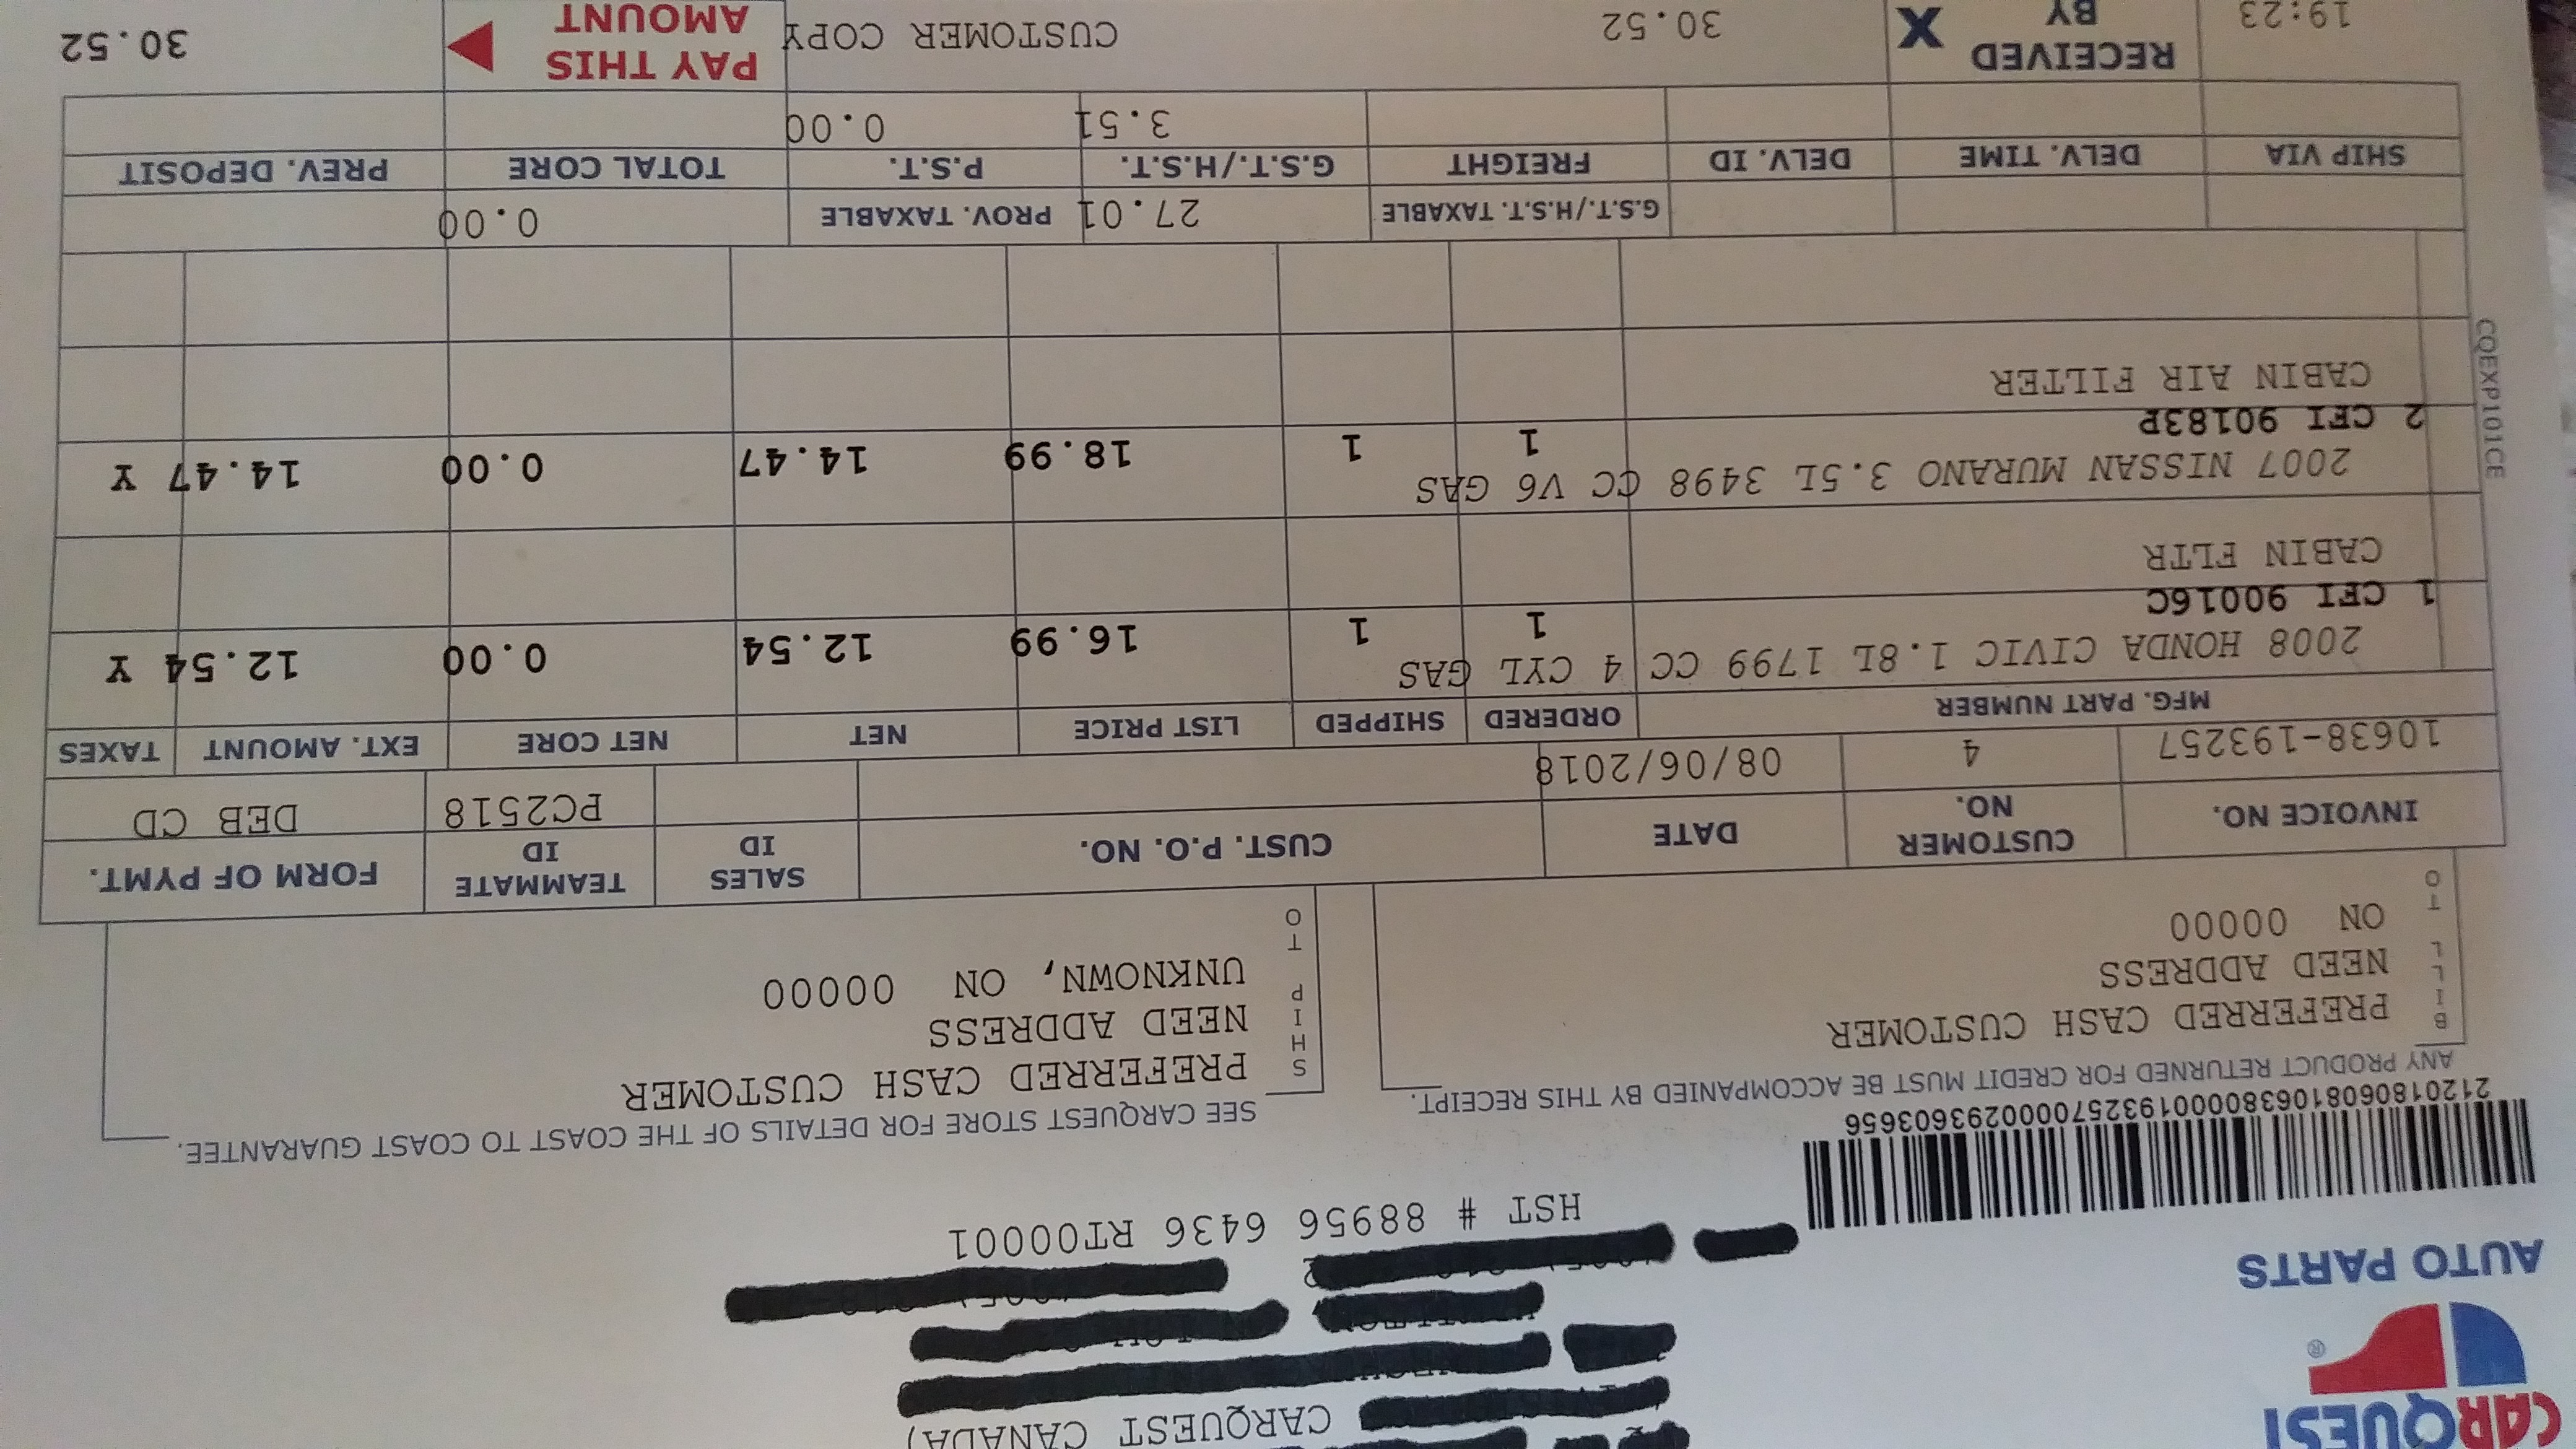 CARQUEST
AUTO PARTS
CARQUEST CANADA)
HST # 88956 6436 RT00001
21201806081063800001932570000293603656
ANY PRODUCT RETURNED FOR CREDIT MUST BE ACCOMPANIED BY THIS RECEIPT.
SEE CARQUEST STORE FOR DETAILS OF THE COAST TO COAST GUARANTEE.
BILL TO
PREFERRED CASH CUSTOMER
NEED ADDRESS
ON 00000
SHIP TO
PREFERRED CASH CUSTOMER
NEED ADDRESS
UNKNOWN, ON 00000
INVOICE NO. CUSTOMER NO. DATE CUST. P.O. NO. SALES ID TEAMMATE ID FORM OF PYMT.
10638-193257 4 08/06/2018 PC2518 DEB CD
MFG. PART NUMBER ORDERED SHIPPED LIST PRICE NET NET CORE EXT. AMOUNT TAXES
2008 HONDA CIVIC 1.8L 1799 CC 4 CYL GAS
1 CFI 90016C 1 1 16.99 12.54 0.00 12.54 Y
CABIN FLTR
2007 NISSAN MURANO 3.5L 3498 CC V6 GAS
2 CFI 90183P 1 1 18.99 14.47 0.00 14.47 Y
CABIN AIR FILTER
CQEXP101CE
G.S.T./H.S.T. TAXABLE 27.01 PROV. TAXABLE 0.00
SHIP VIA DELV. TIME DELV. ID FREIGHT G.S.T./H.S.T. P.S.T. TOTAL CORE PREV. DEPOSIT
3.51 0.00
19:23 RECEIVED BY X 30.52 CUSTOMER COPY PAY THIS AMOUNT 30.52